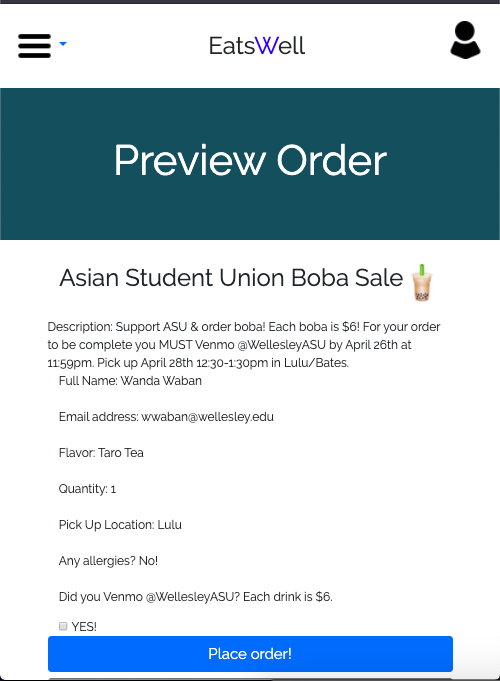 EatsWell
Preview Order
Asian Student Union Boba Sale
Description: Support ASU & order boba! Each boba is $6! For your order
to be complete you MUST Venmo @WellesleyASU by April 26th at
11:59pm. Pick up April 28th 12:30-1:30pm in Lulu/Bates.
Full Name: Wanda Waban
Email address: wwaban@wellesley.edu
Flavor: Taro Tea
Quantity: 1
Pick Up Location: Lulu
Any allergies? No!
Did you Venmo @WellesleyASU? Each drink is $6.
YES!
Place order!